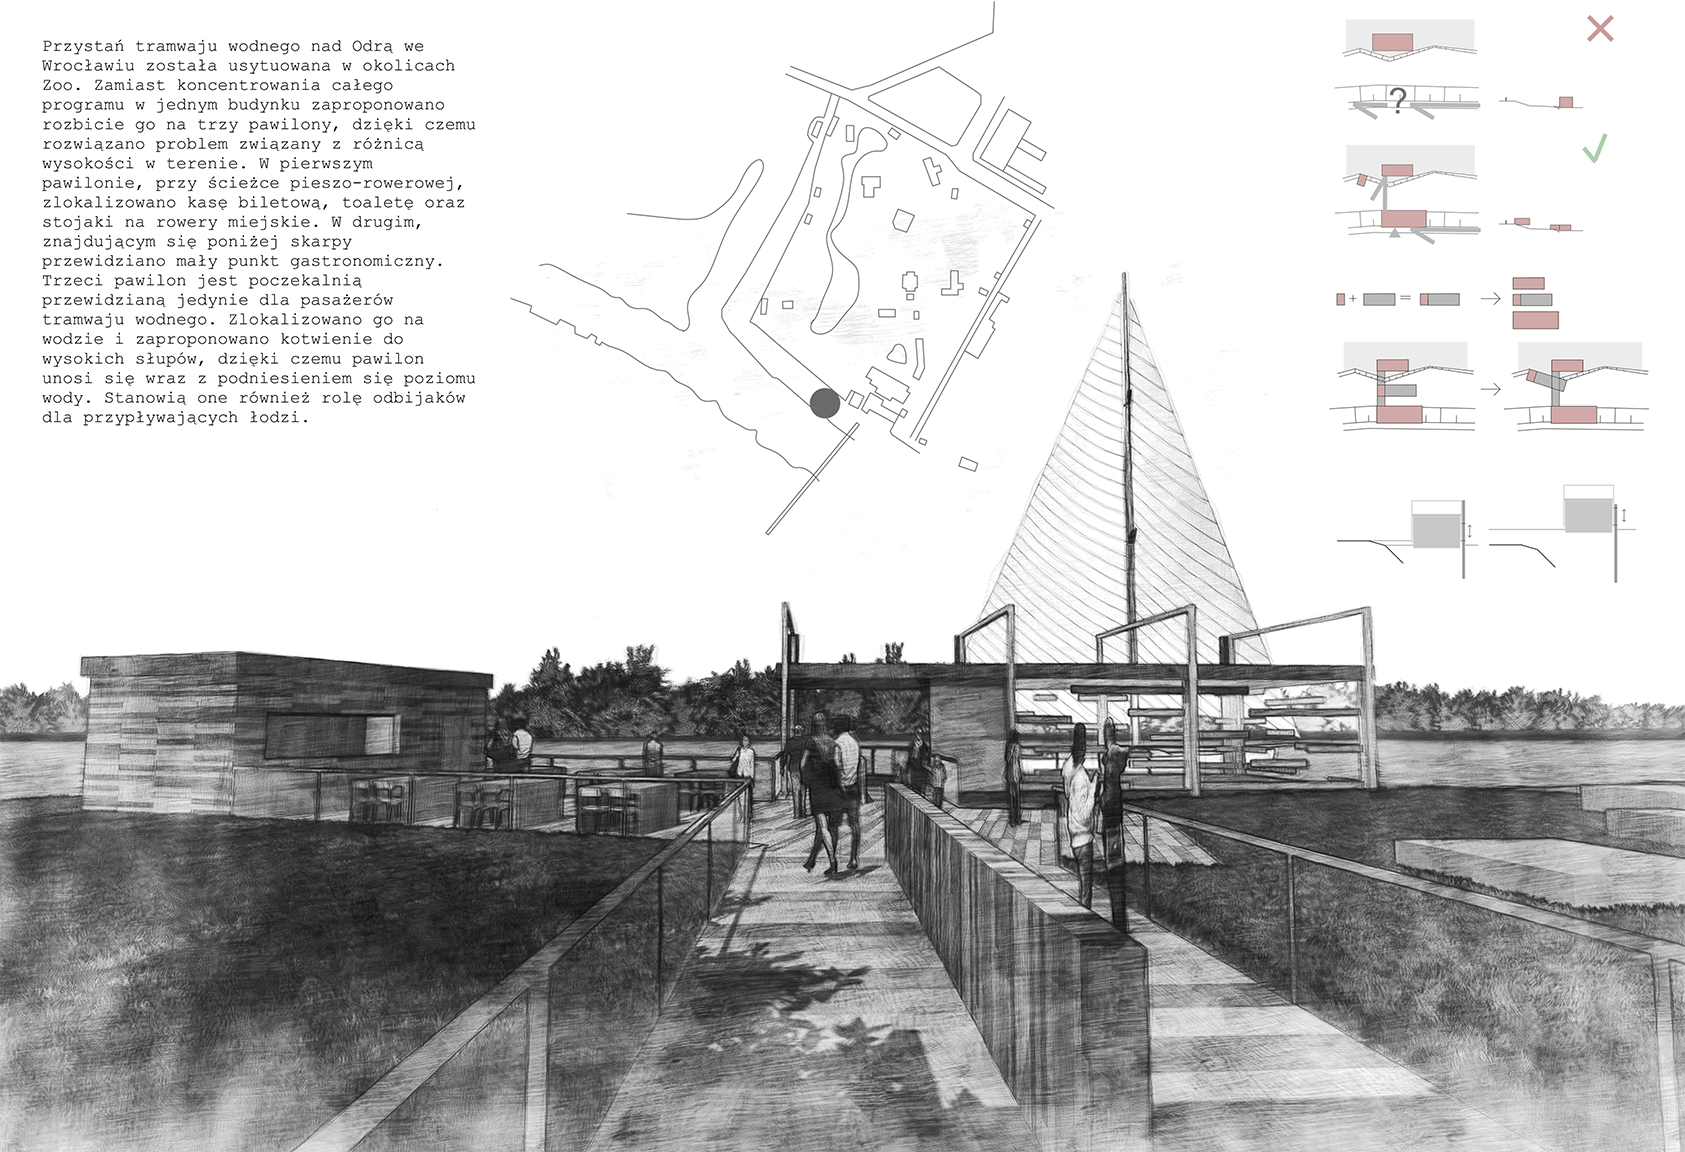 Przystań tramwaju wodnego nad Odrą we
Wrocławiu została usytuowana w okolicach
Zoo. Zamiast koncentrowania całego
programu w jednym budynku zaproponowano
rozbicie go na trzy pawilony, dzięki czemu
rozwiązano problem związany z różnicą
wysokości w terenie. W pierwszym
pawilonie, przy ścieżce pieszo-rowerowej,
zlokalizowano kasę biletową, toaletę oraz
stojaki na rowery miejskie. W drugim,
znajdującym się poniżej skarpy
przewidziano mały punkt gastronomiczny.
Trzeci pawilon jest poczekalnią
przewidzianą jedynie dla pasażerów
tramwaju wodnego. Zlokalizowano go na
wodzie i zaproponowano kotwienie do
wysokich słupów, dzięki czemu pawilon
unosi się wraz z podniesieniem się poziomu
wody. Stanowią one również rolę odbijaków
dla przypływających łodzi.
?
+ =